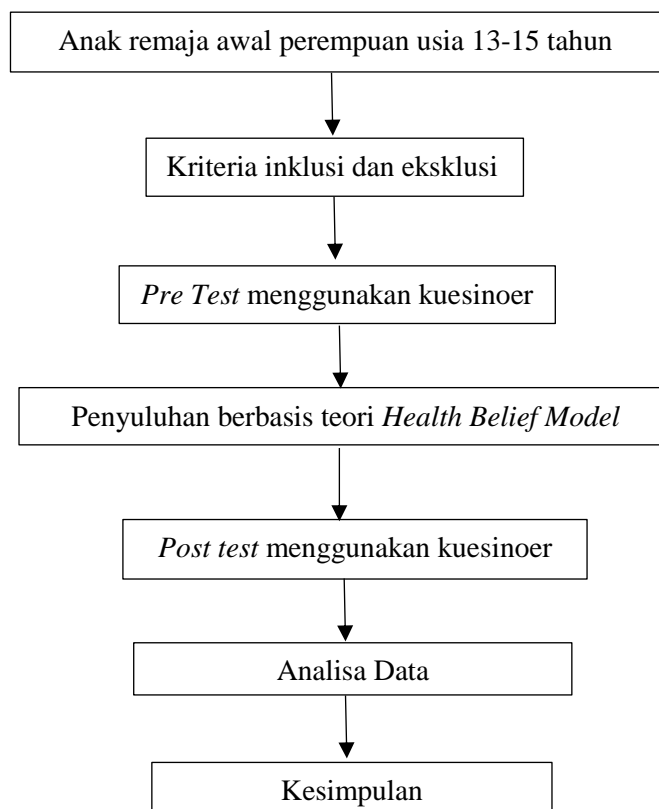 Anak remaja awal perempuan usia 13-15 tahun
Kriteria inklusi dan eksklusi
Pre Test menggunakan kuesinoer
Penyuluhan berbasis teori Health Belief Model
Post test menggunakan kuesinoer
Analisa Data
Kesimpulan